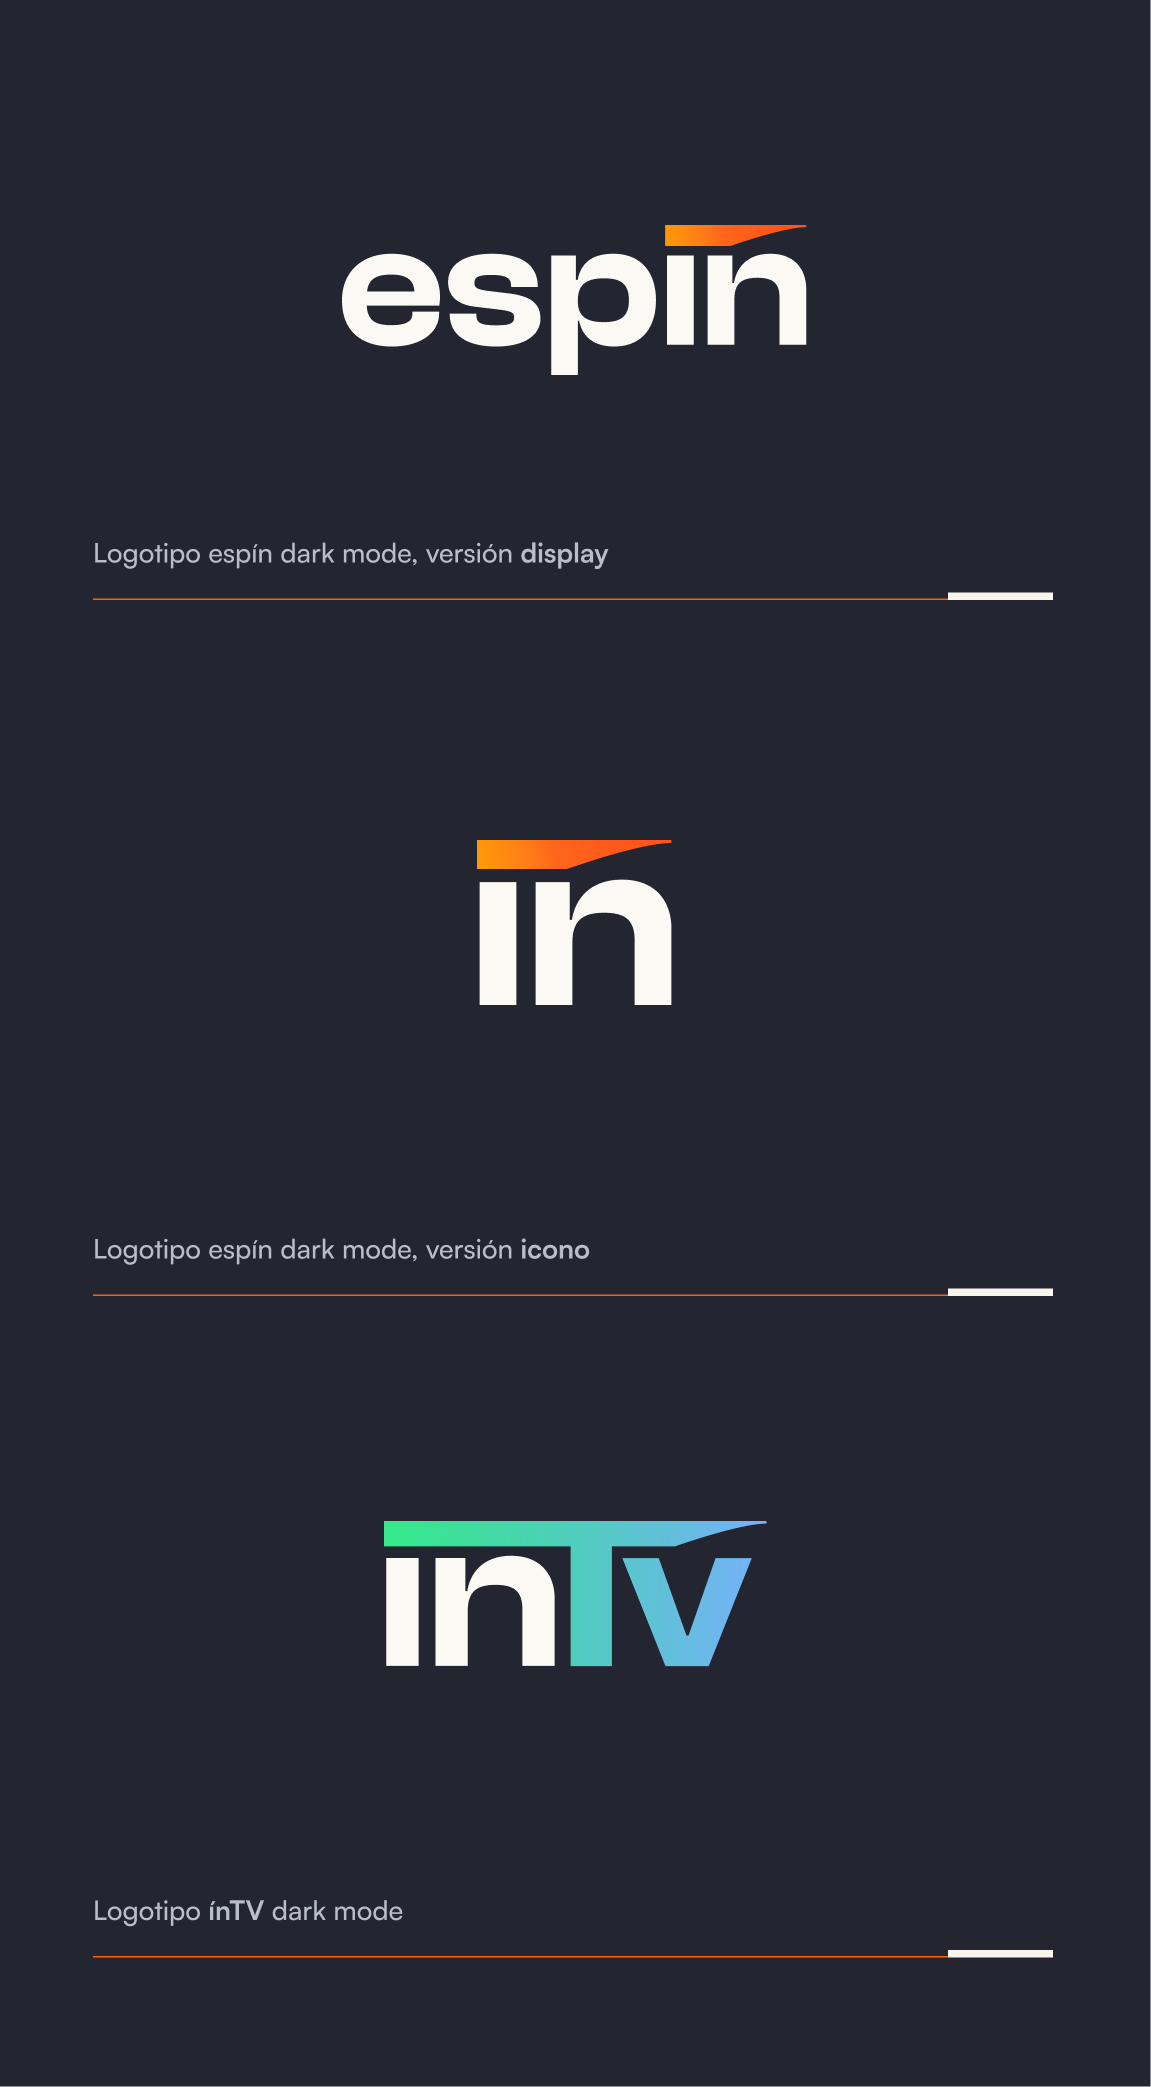 espín
Logotipo espín dark mode, versión display
ín
Logotipo espín dark mode, versión icono
ínTv
Logotipo ínTV dark mode